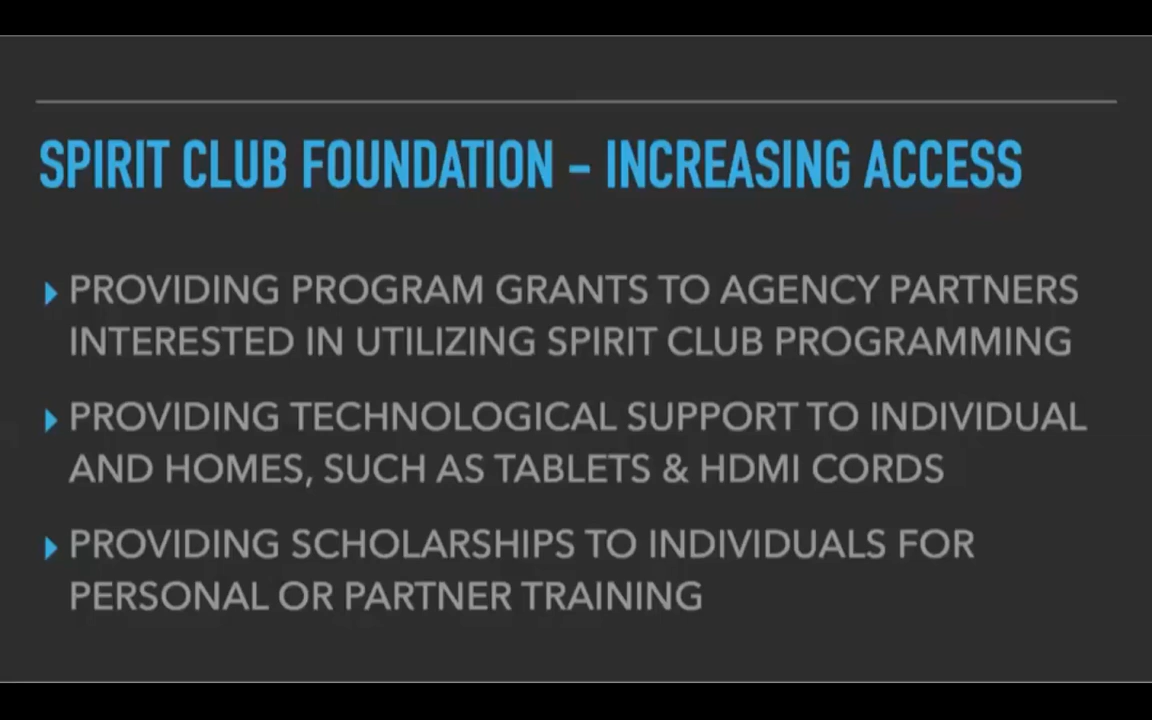 SPIRIT CLUB FOUNDATION – INCREASING ACCESS
PROVIDING PROGRAM GRANTS TO AGENCY PARTNERS
INTERESTED IN UTILIZING SPIRIT CLUB PROGRAMMING
PROVIDING TECHNOLOGICAL SUPPORT TO INDIVIDUAL
AND HOMES, SUCH AS TABLETS & HDMI CORDS
PROVIDING SCHOLARSHIPS TO INDIVIDUALS FOR
PERSONAL OR PARTNER TRAINING